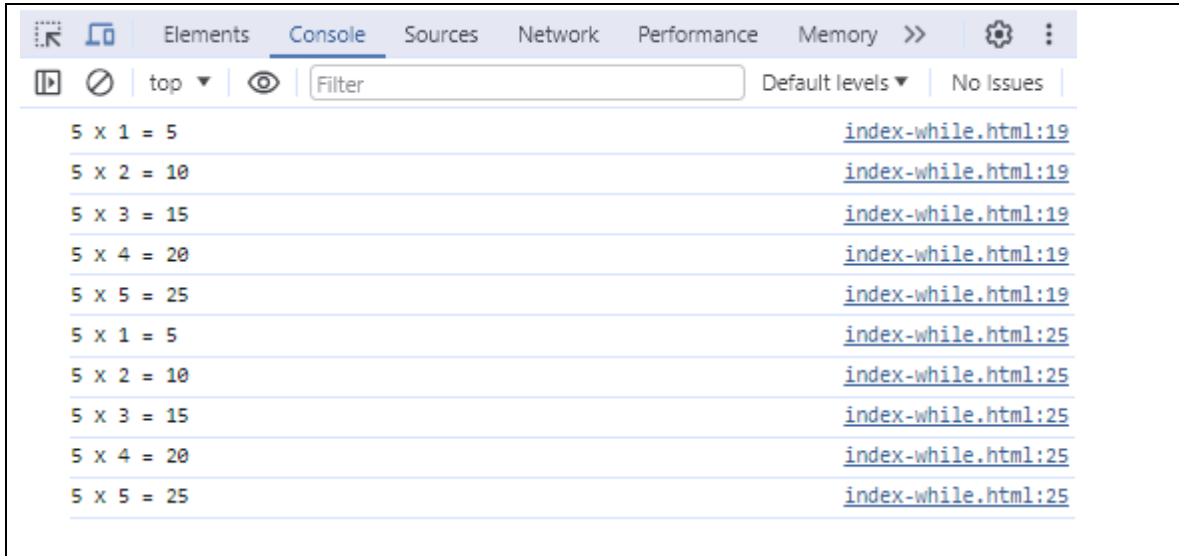 Elements Console Sources Network Performance Memory >>
top ▼ Filter Default levels ▼ No Issues
5 x 1 = 5 index-while.html:19
5 x 2 = 10 index-while.html:19
5 x 3 = 15 index-while.html:19
5 x 4 = 20 index-while.html:19
5 x 5 = 25 index-while.html:19
5 x 1 = 5 index-while.html:25
5 x 2 = 10 index-while.html:25
5 x 3 = 15 index-while.html:25
5 x 4 = 20 index-while.html:25
5 x 5 = 25 index-while.html:25